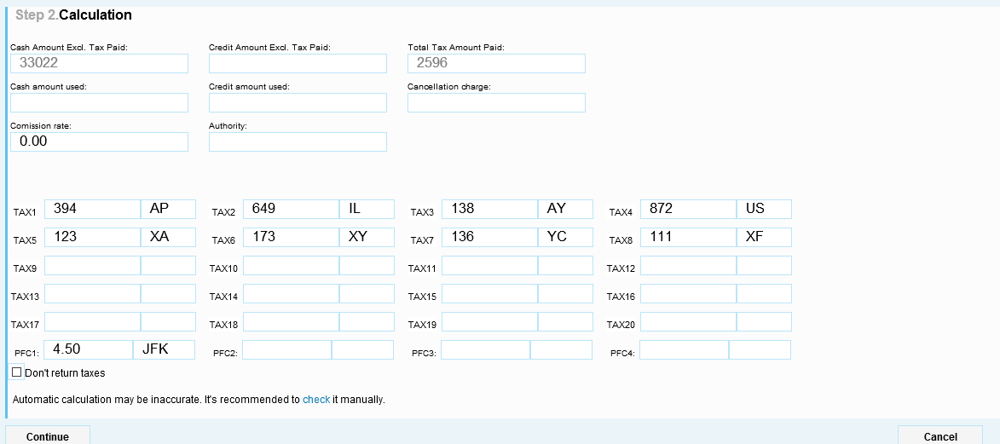 Step 2.Calculation
Cash Amount Excl. Tax Paid: Credit Amount Excl. Tax Paid: Total Tax Amount Paid:
33022 2596
Cash amount used: Credit amount used: Cancellation charge:
Comission rate: Authority:
0.00
TAX1 394 AP TAX2 649 IL TAX3 138 AY TAX4 872 US
TAX5 123 XA TAX6 173 XY TAX7 136 YC TAX8 111 XF
TAX9 TAX10 TAX11 TAX12
TAX13 TAX14 TAX15 TAX16
TAX17 TAX18 TAX19 TAX20
PFC1: 4.50 JFK PFC2: PFC3: PFC4:
Don't return taxes
Automatic calculation may be inaccurate. It's recommended to check it manually.
Continue Cancel